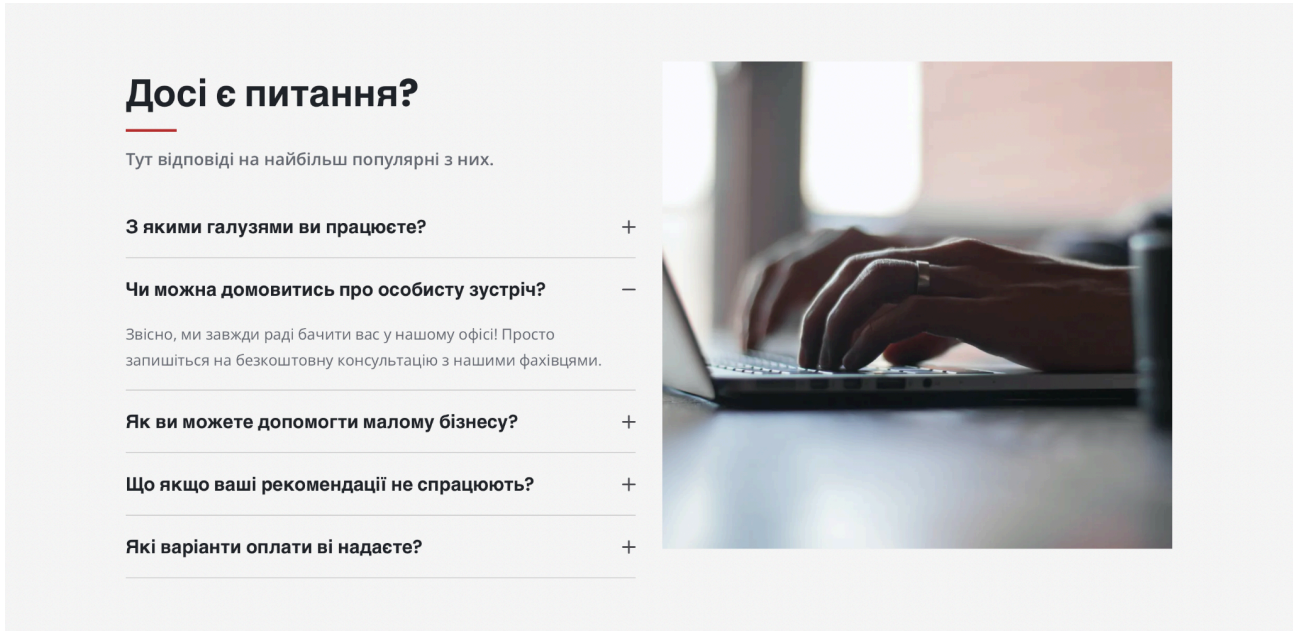 Досі є питання?
Тут відповіді на найбільш популярні з них.
З якими галузями ви працюєте?
Чи можна домовитись про особисту зустріч?
Звісно, ми завжди раді бачити вас у нашому офісі! Просто
запишіться на безкоштовну консультацію з нашими фахівцями.
Як ви можете допомогти малому бізнесу?
Що якщо ваші рекомендації не спрацюють?
Які варіанти оплати ві надаєте?